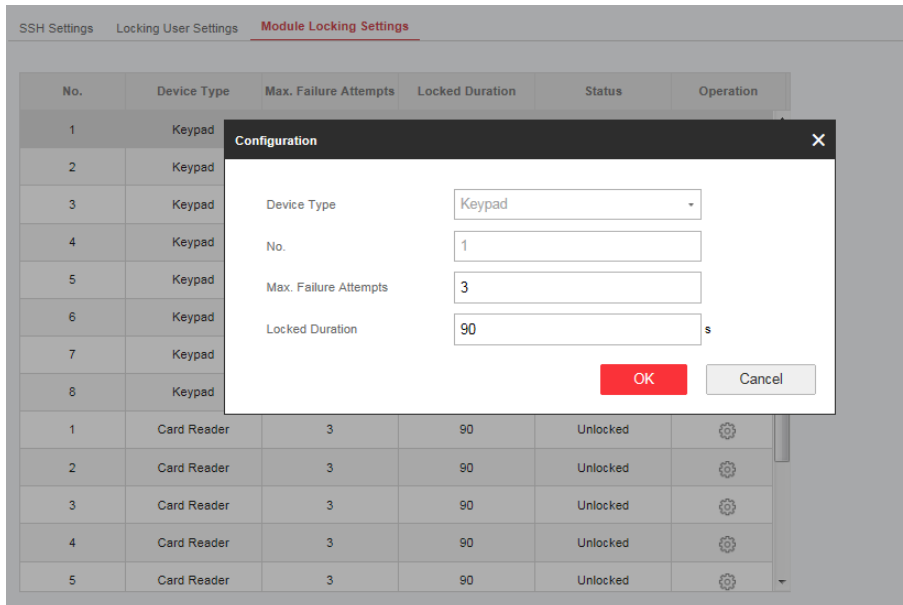 SSH Settings Locking User Settings Module Locking Settings
No. Device Type Max. Failure Attempts Locked Duration Status Operation
1 Keypad
Configuration
2 Keypad
3 Keypad
Device Type Keypad
4 Keypad
No. 1
5 Keypad
Max. Failure Attempts 3
6 Keypad
Locked Duration 90 s
7 Keypad
OK Cancel
8 Keypad
1 Card Reader 3 90 Unlocked
2 Card Reader 3 90 Unlocked
3 Card Reader 3 90 Unlocked
4 Card Reader 3 90 Unlocked
5 Card Reader 3 90 Unlocked